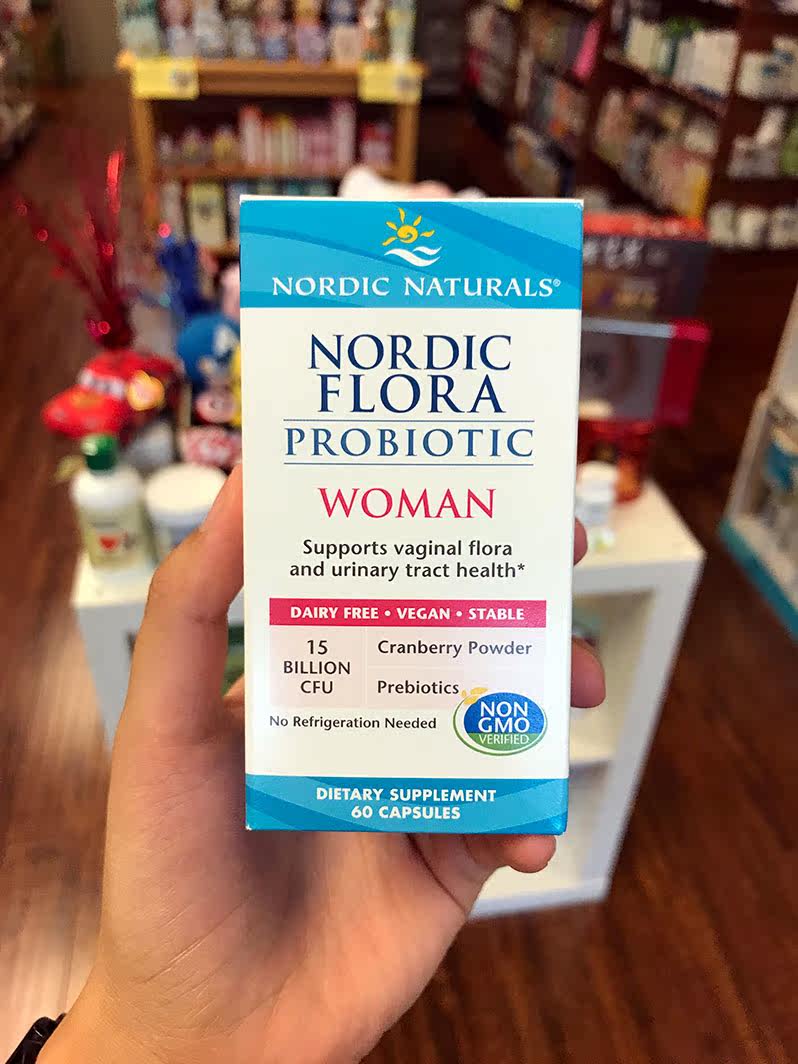 NORDIC NATURALS®
NORDIC
FLORA
PROBIOTIC
WOMAN
Supports vaginal flora
and urinary tract health*
DAIRY FREE • VEGAN • STABLE
15
BILLION
CFU
Cranberry Powder
Prebiotics
No Refrigeration Needed
NON
GMO
VERIFIED
DIETARY SUPPLEMENT
60 CAPSULES